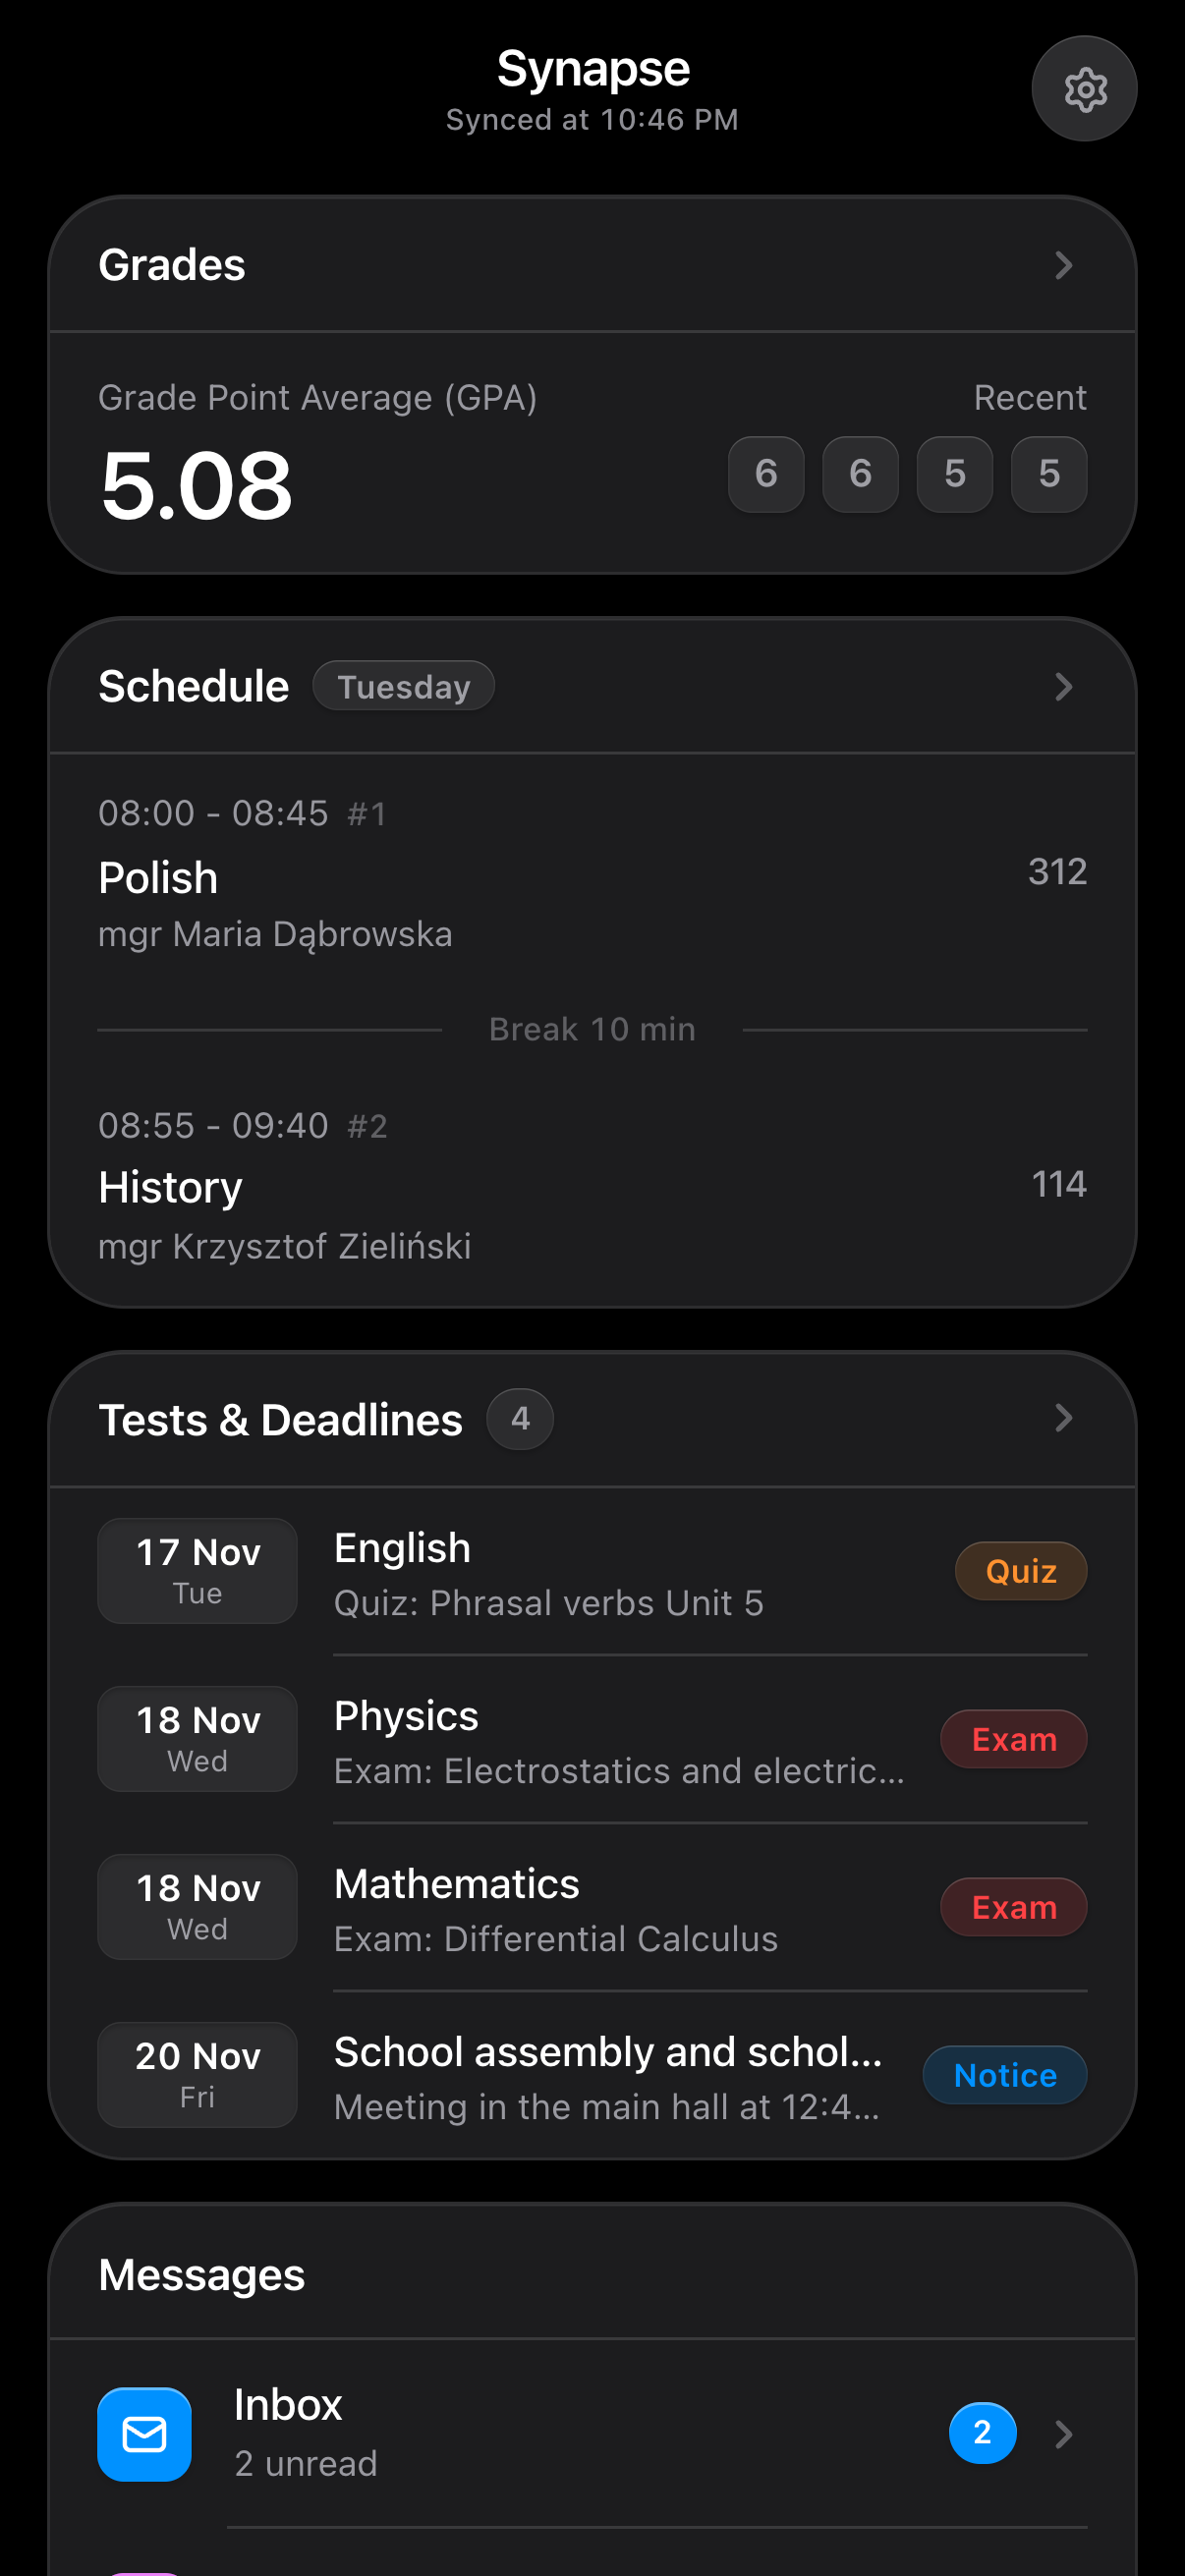 Synapse
Synced at 10:46 PM
Grades
Grade Point Average (GPA)
Recent
5.08
6 6 5 5
Schedule Tuesday
08:00 - 08:45 #1
Polish
312
mgr Maria Dąbrowska
Break 10 min
08:55 - 09:40 #2
History
114
mgr Krzysztof Zieliński
Tests & Deadlines 4
17 Nov
Tue
English
Quiz: Phrasal verbs Unit 5
Quiz
18 Nov
Wed
Physics
Exam: Electrostatics and electric...
Exam
18 Nov
Wed
Mathematics
Exam: Differential Calculus
Exam
20 Nov
Fri
School assembly and schol...
Meeting in the main hall at 12:4...
Notice
Messages
Inbox
2 unread
2